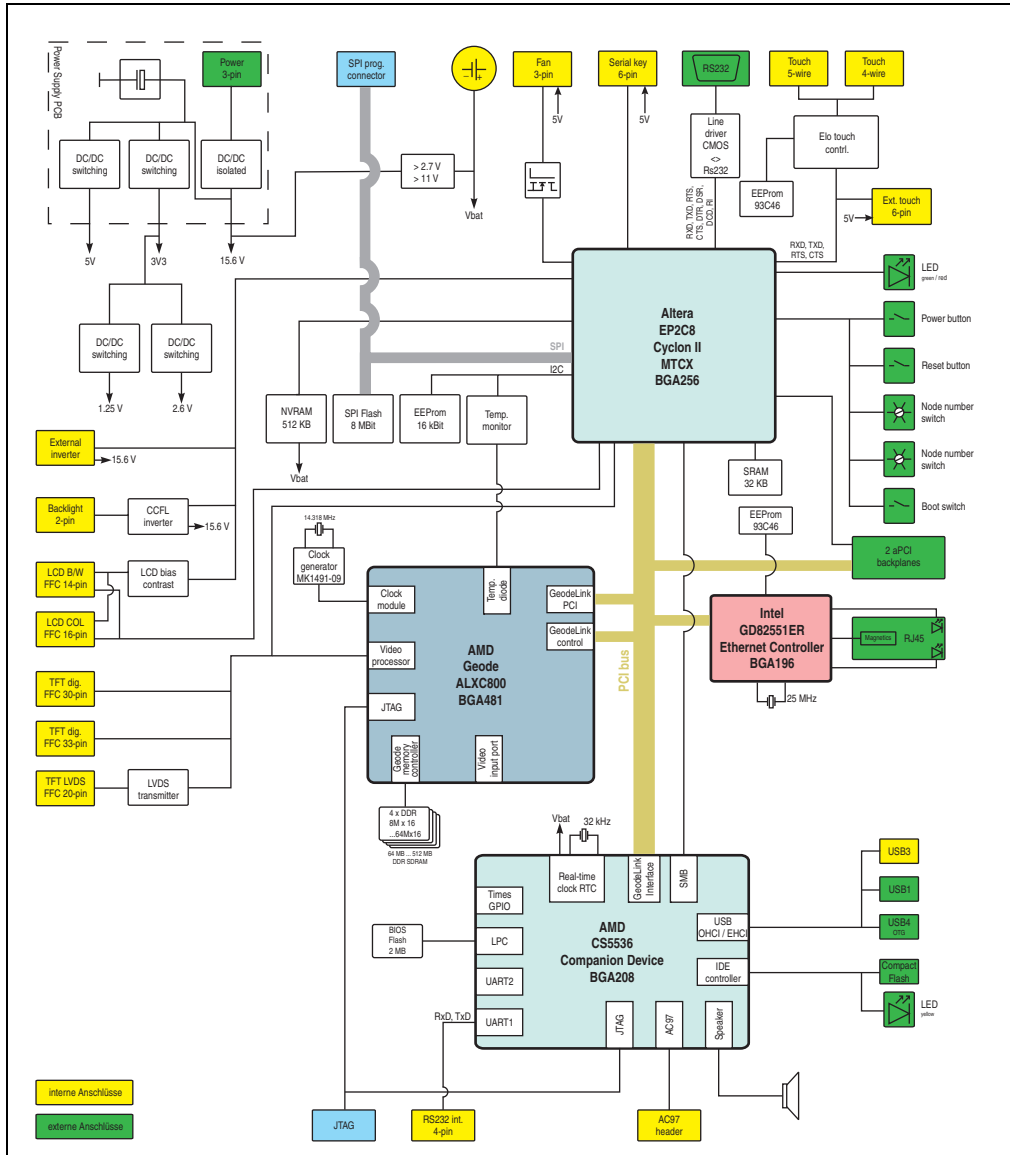 Power Supply PCB
Power
3-pin
DC/DC
switching
DC/DC
switching
DC/DC
isolated
5V
3V3
15.6 V
DC/DC
switching
DC/DC
switching
1.25 V
2.6 V
SPI prog.
connector
> 2.7 V
> 11 V
Vbat
Fan
3-pin
5V
Serial key
6-pin
5V
RS232
Line
driver
CMOS
<>
Rs232
RXD, TXD, RTS,
CTS, DTR, DSR,
DCD, RI
Touch
5-wire
Touch
4-wire
Elo touch
contrl.
EEProm
93C46
5V
Ext. touch
6-pin
RXD, TXD,
RTS, CTS
LED
green / red
Power button
Reset button
Node number
switch
Node number
switch
Boot switch
2 aPCI
backplanes
Altera
EP2C8
Cyclon II
MTCX
BGA256
SPI
I2C
NVRAM
512 KB
Vbat
SPI Flash
8 MBit
EEProm
16 kBit
Temp.
monitor
SRAM
32 KB
EEProm
93C46
External
inverter
15.6 V
Backlight
2-pin
CCFL
inverter
15.6 V
LCD B/W
FFC 14-pin
LCD bias
contrast
LCD COL
FFC 16-pin
TFT dig.
FFC 30-pin
TFT dig.
FFC 33-pin
TFT LVDS
FFC 20-pin
LVDS
transmitter
14.318 MHz
Clock
generator
MK1491-09
Clock
module
Temp.
diode
GeodeLink
PCI
GeodeLink
control
Video
processor
JTAG
AMD
Geode
ALXC800
BGA481
Geode
memory
controller
Video
input port
4 x DDR
8M x 16
...64Mx16
64 MB ... 512 MB
DDR SDRAM
PCI bus
Intel
GD82551ER
Ethernet Controller
BGA196
25 MHz
Magnetics
RJ45
Vbat
32 kHz
Real-time
clock RTC
GeodeLink
Interface
SMB
Times
GPIO
LPC
UART2
UART1
BIOS
Flash
2 MB
RxD, TxD
AMD
CS5536
Companion Device
BGA208
USB
OHCI / EHCI
IDE
controller
JTAG
AC97
Speaker
USB3
USB1
USB4
OTG
Compact
Flash
LED
yellow
interne Anschlüsse
externe Anschlüsse
JTAG
RS232 int.
4-pin
AC97
header